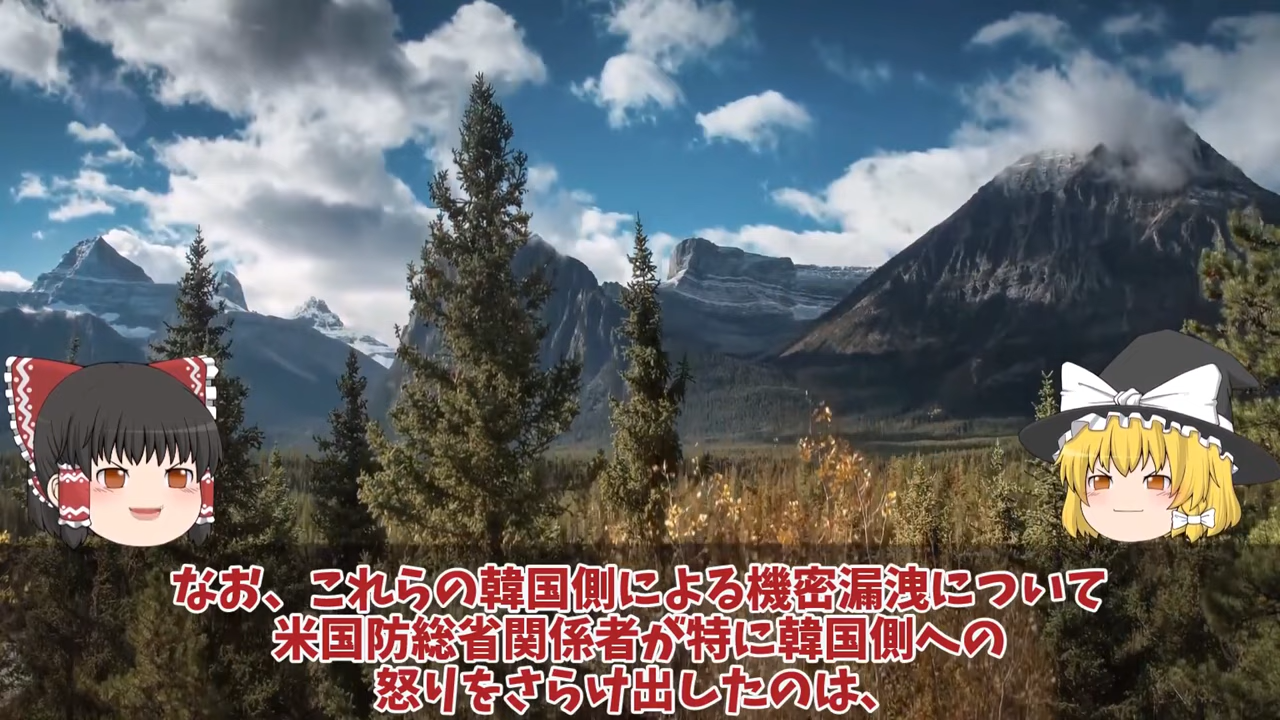 なお、これらの韓国側による機密漏洩について
米国防総省関係者が特に韓国側への
怒りをさらけ出したのは、